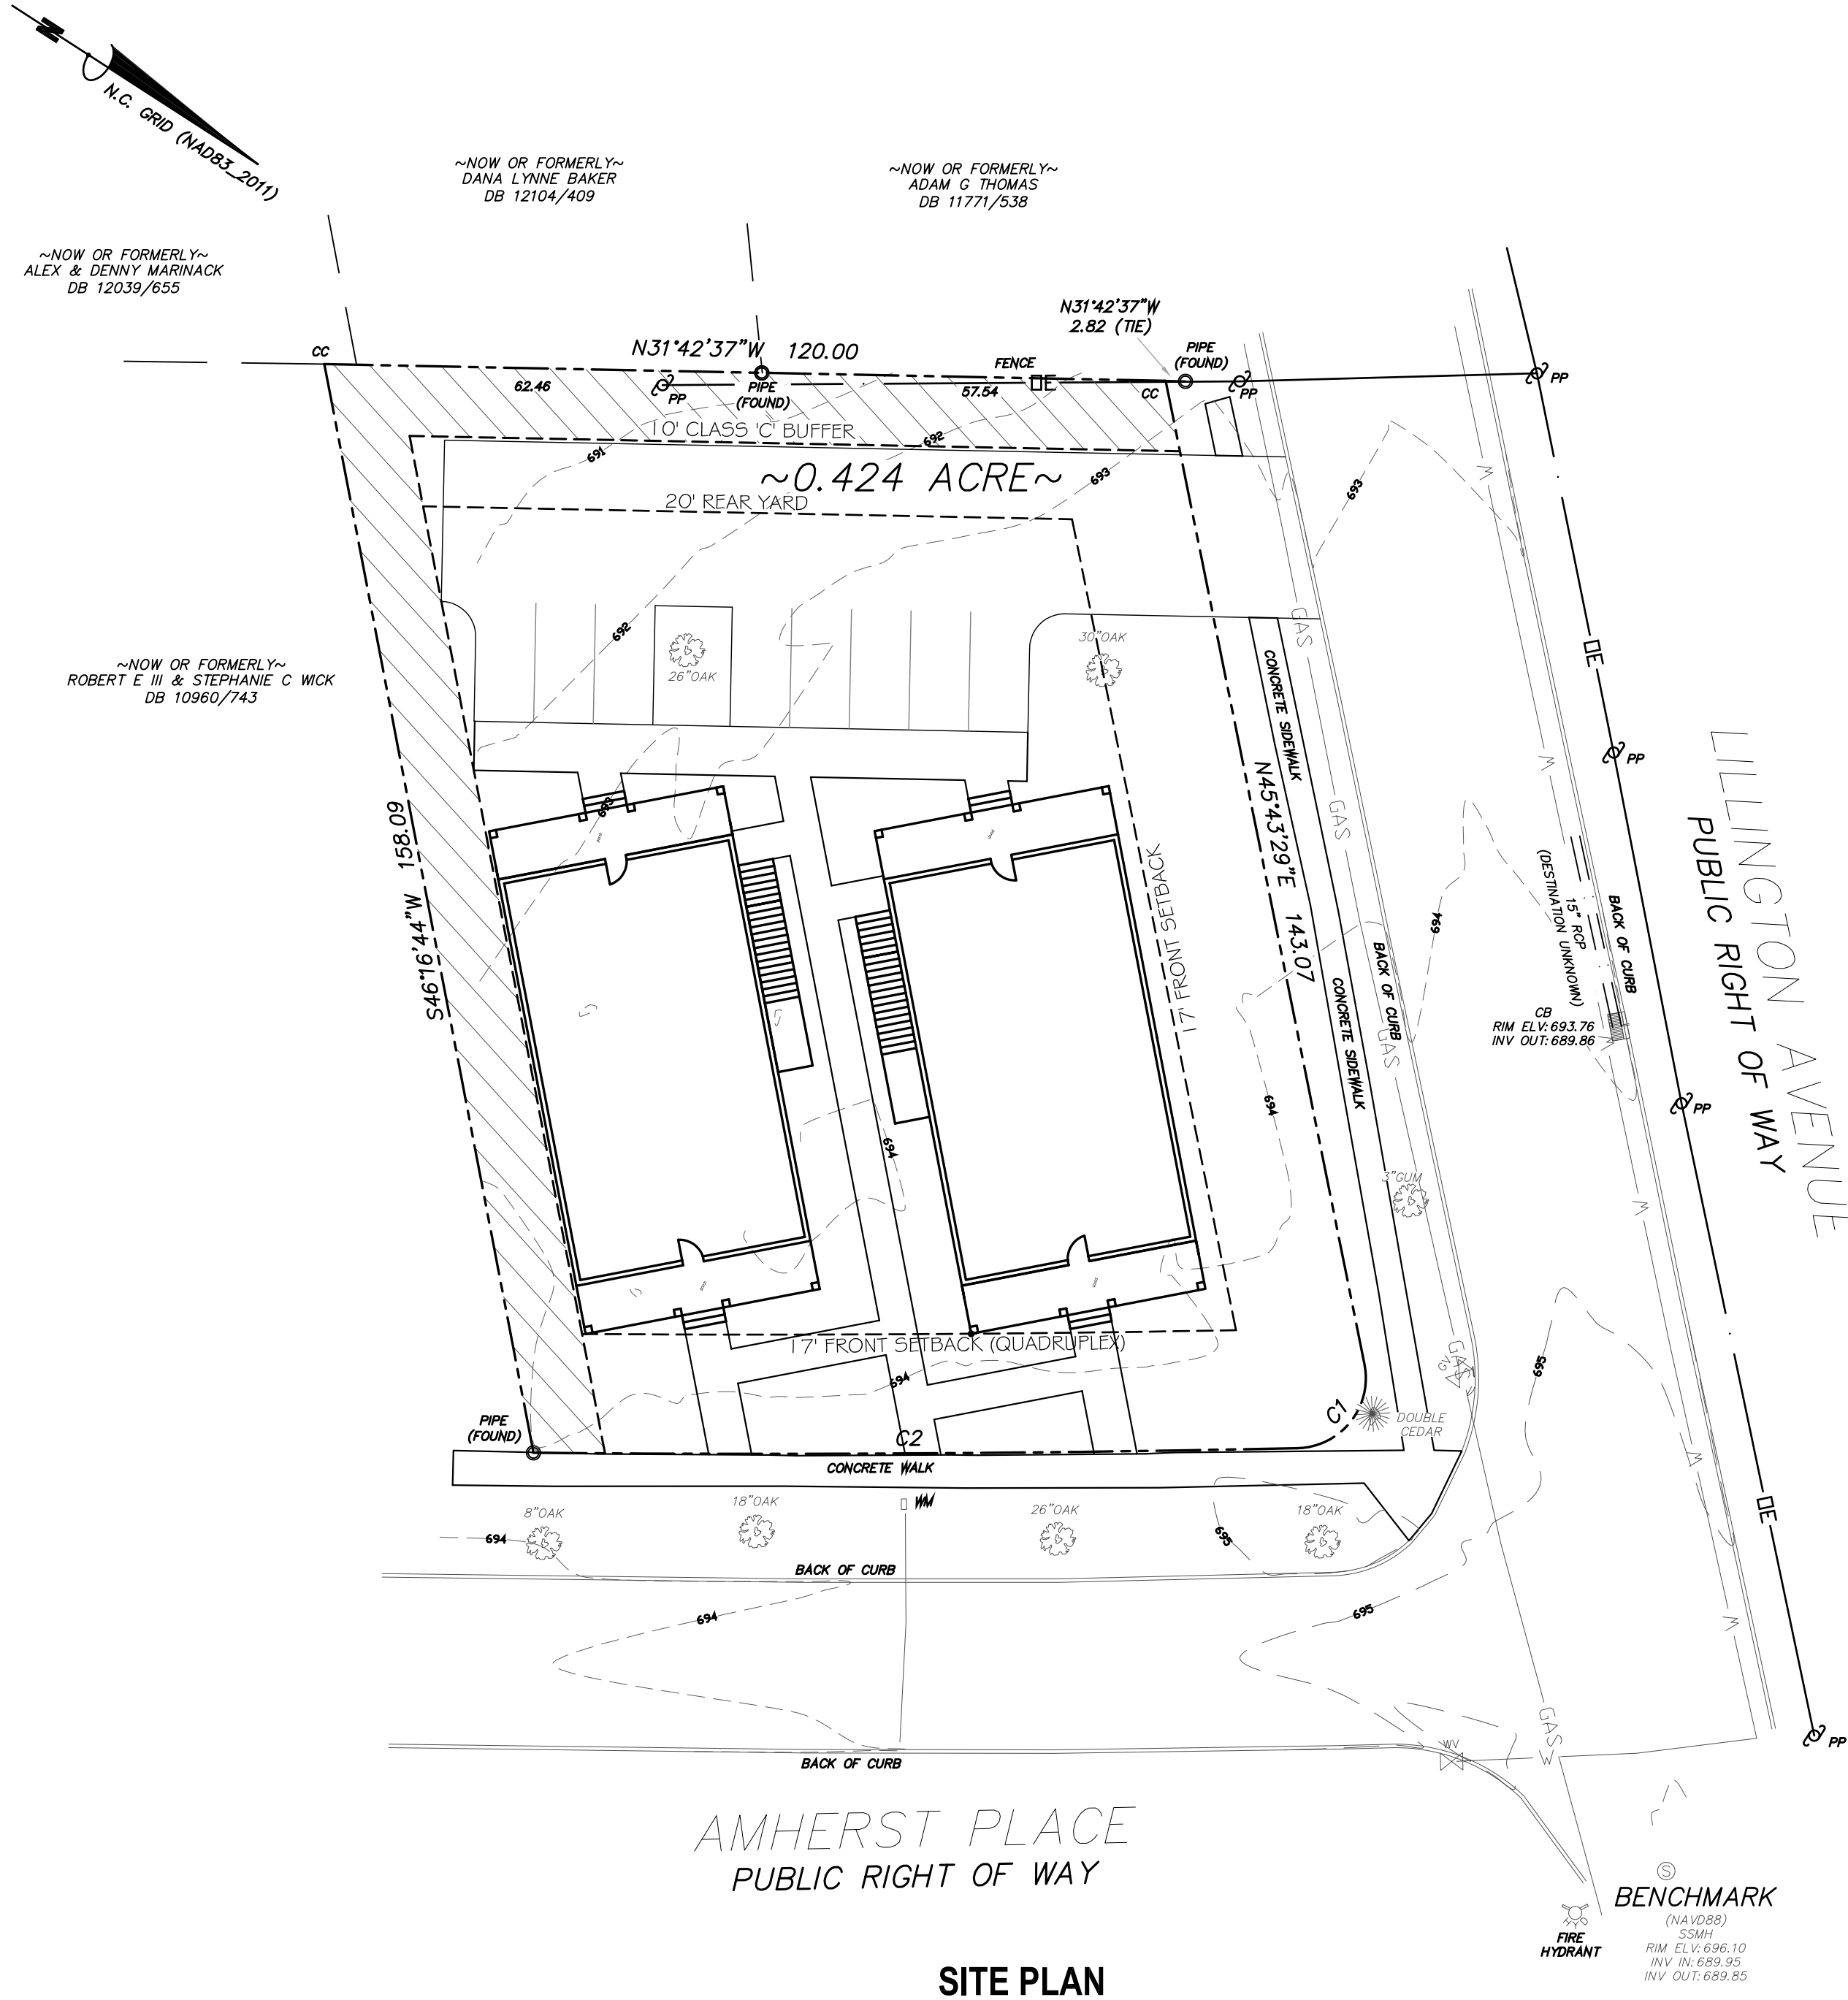 N
N.C. GRID (NAD83_2011)
~NOW OR FORMERLY~
DANA LYNNE BAKER
DB 12104/409
~NOW OR FORMERLY~
ADAM G THOMAS
DB 11771/538
~NOW OR FORMERLY~
ALEX & DENNY MARINACK
DB 12039/655
N31°42'37"W
2.82 (TIE)
CC
N31°42'37"W 120.00
FENCE
PIPE
(FOUND)
62.46
PP
PIPE
(FOUND)
57.54
OE
CC
PP
PP
10' CLASS 'C' BUFFER
692
691
~0.424 ACRE~
693
693
20' REAR YARD
692
26"OAK
30"OAK
GAS
W
~NOW OR FORMERLY~
ROBERT E III & STEPHANIE C WICK
DB 10960/743
CONCRETE SIDEWALK
OE
PP
W
LILLINGTON AVENUE
PUBLIC RIGHT OF WAY
693
S46°16'44"W 158.09
N45°43'29"E 143.07
GAS
17' FRONT SETBACK
694
BACK OF CURB
15" RCP
(DESTINATION UNKNOWN)
BACK OF CURB
CB
RIM ELV:693.76
INV OUT:689.86
W
GAS
CONCRETE SIDEWALK
694
694
PP
3"GUM
W
17' FRONT SETBACK (QUADRUPLEX)
694
GAS
GV
695
C1
DOUBLE
CEDAR
PIPE
(FOUND)
C2
CONCRETE WALK
W
8"OAK
18"OAK
WM
26"OAK
18"OAK
OE
694
695
BACK OF CURB
694
695
W
GAS
WV
W
PP
BACK OF CURB
AMHERST PLACE
PUBLIC RIGHT OF WAY
S
BENCHMARK
(NAVD88)
SSMH
RIM ELV:696.10
INV IN:689.95
INV OUT:689.85
FIRE
HYDRANT
SITE PLAN